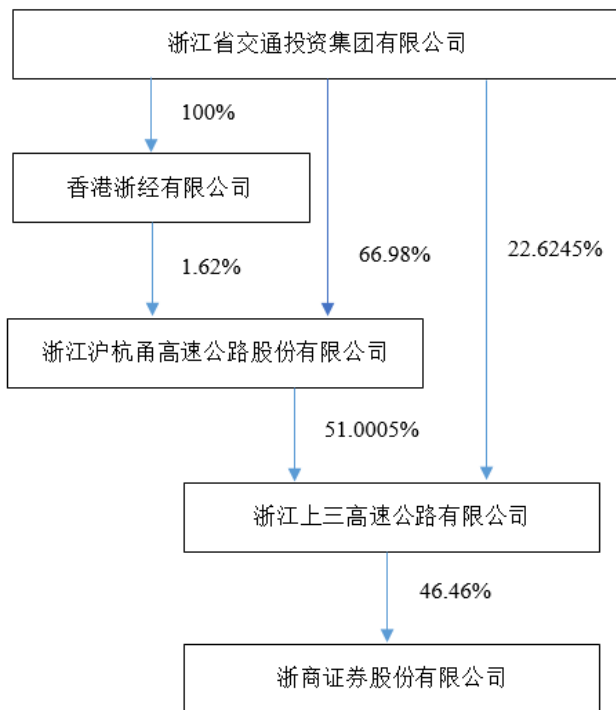 浙江省交通投资集团有限公司
100%
香港浙经有限公司
1.62%
66.98%
22.6245%
浙江沪杭甬高速公路股份有限公司
51.0005%
浙江上三高速公路有限公司
46.46%
浙商证券股份有限公司